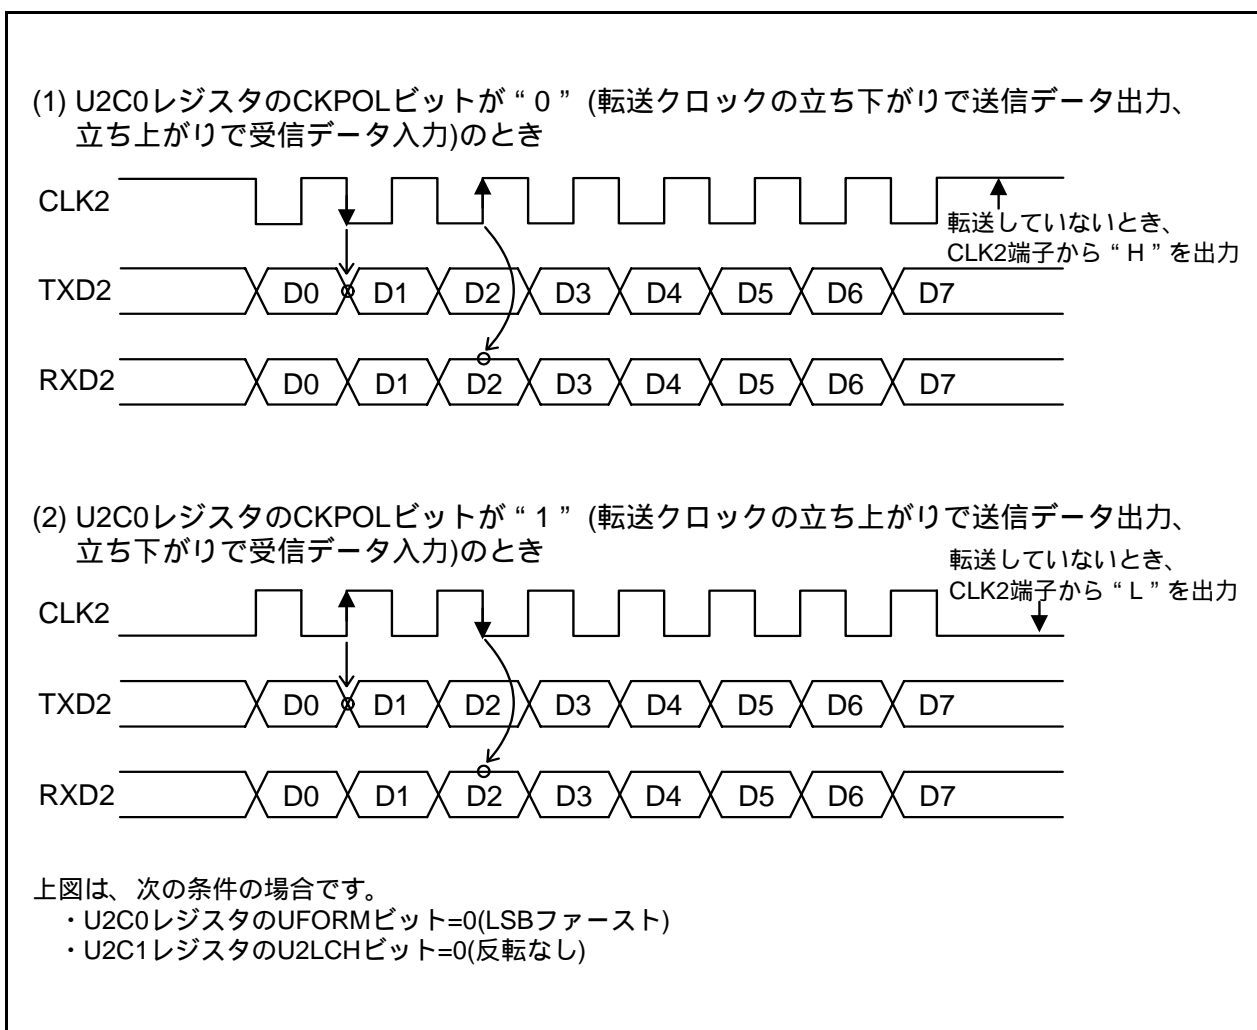 (1) U2C0レジスタのCKPOLビットが“0”(転送クロックの立ち下がりで送信データ出力、
立ち上がりで受信データ入力)のとき
CLK2
転送していないとき、
CLK2端子から“H”を出力
TXD2 D0 D1 D2 D3 D4 D5 D6 D7
RXD2 D0 D1 D2 D3 D4 D5 D6 D7
(2) U2C0レジスタのCKPOLビットが“1”(転送クロックの立ち上がりで送信データ出力、
立ち下がりで受信データ入力)のとき
転送していないとき、
CLK2端子から“L”を出力
CLK2
TXD2 D0 D1 D2 D3 D4 D5 D6 D7
RXD2 D0 D1 D2 D3 D4 D5 D6 D7
上図は、次の条件の場合です。
・U2C0レジスタのUFORMビット=0(LSBファースト)
・U2C1レジスタのU2LCHビット=0(反転なし)